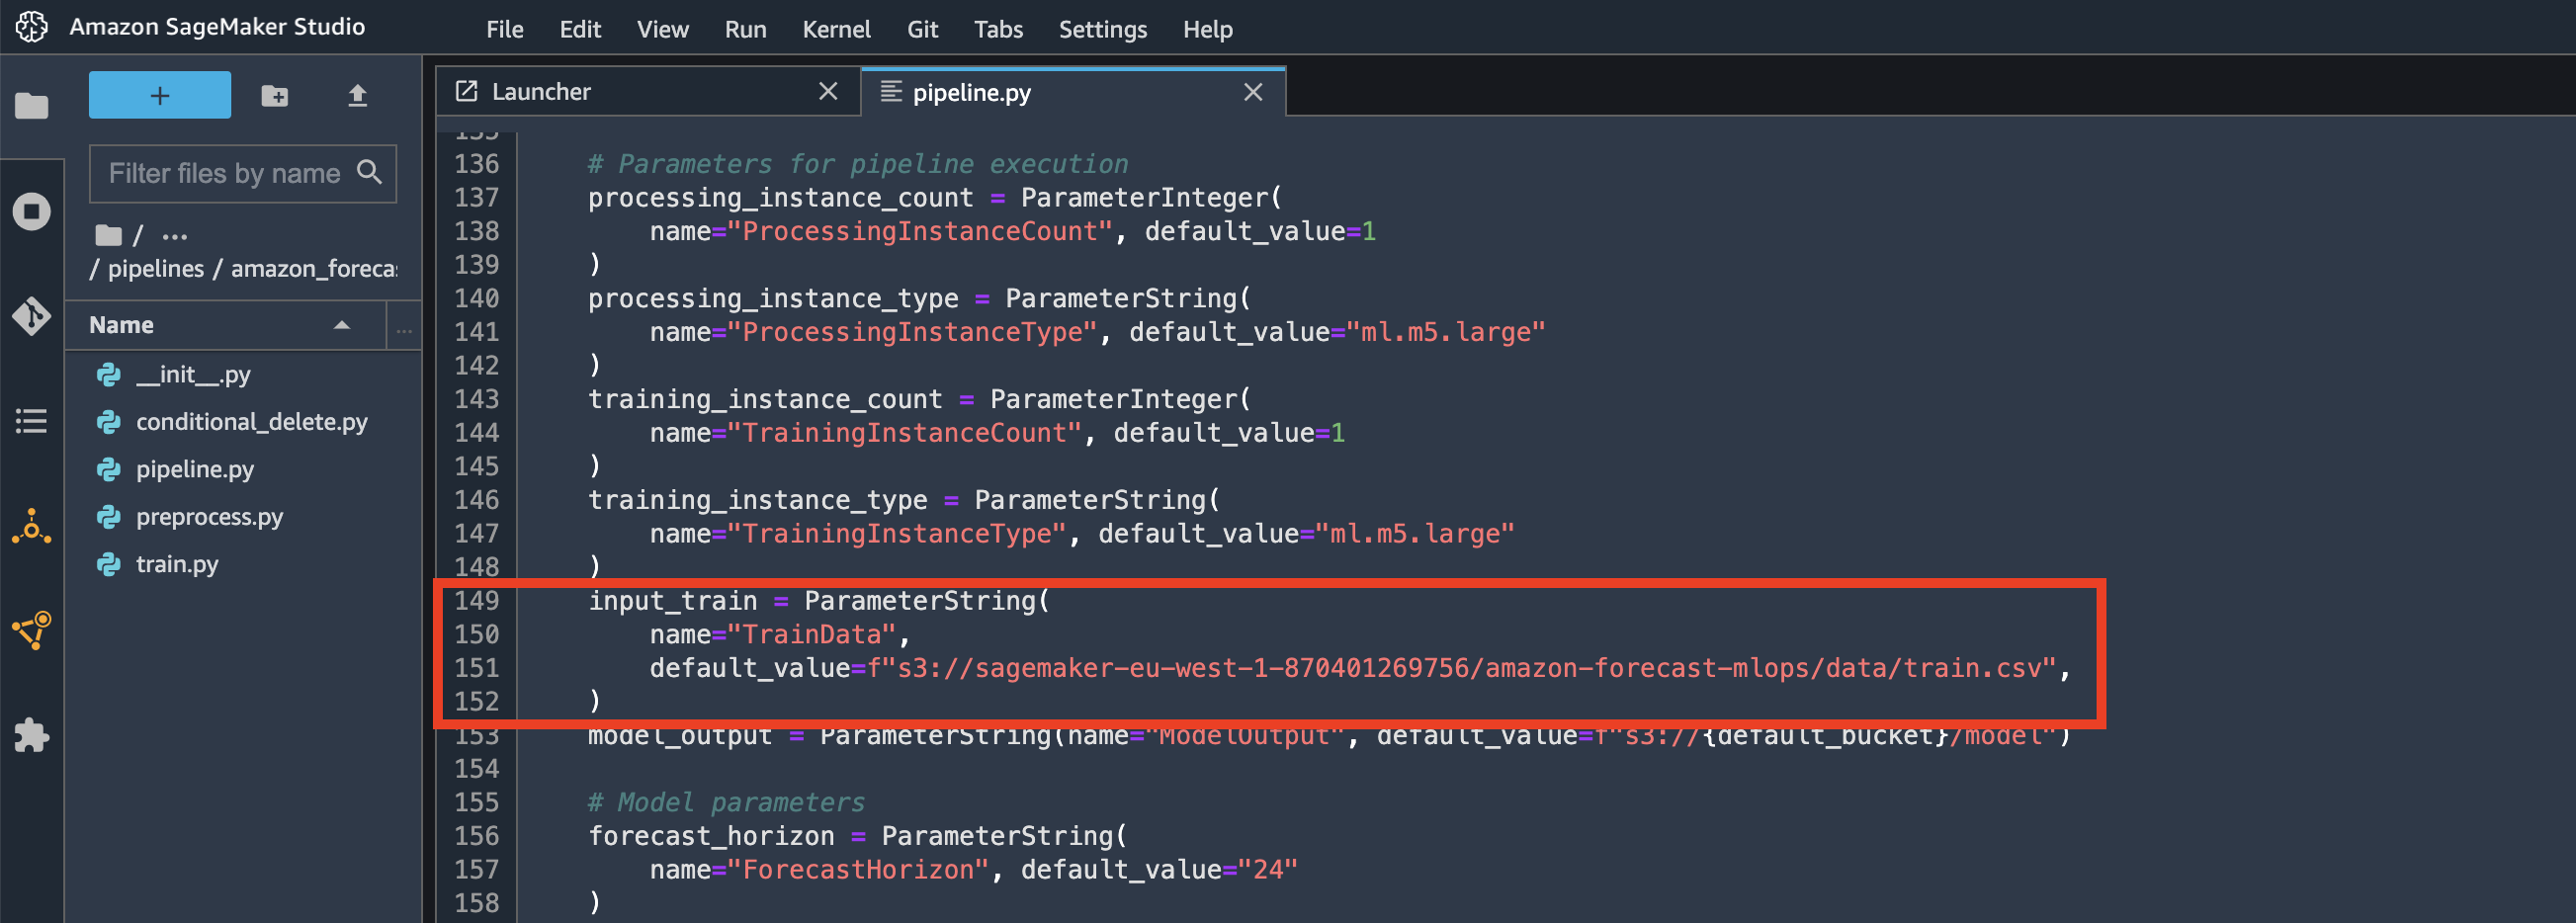 Amazon SageMaker Studio
File Edit View Run Kernel Git Tabs Settings Help
Launcher
pipeline.py
+
Filter files by name
/ ...
/ pipelines / amazon_foreca
Name
...
__init__.py
conditional_delete.py
pipeline.py
preprocess.py
train.py
135
136 # Parameters for pipeline execution
137 processing_instance_count = ParameterInteger(
138 name="ProcessingInstanceCount", default_value=1
139 )
140 processing_instance_type = ParameterString(
141 name="ProcessingInstanceType", default_value="ml.m5.large"
142 )
143 training_instance_count = ParameterInteger(
144 name="TrainingInstanceCount", default_value=1
145 )
146 training_instance_type = ParameterString(
147 name="TrainingInstanceType", default_value="ml.m5.large"
148 )
149 input_train = ParameterString(
150 name="TrainData",
151 default_value=f"s3://sagemaker-eu-west-1-870401269756/amazon-forecast-mlops/data/train.csv",
152 )
153 model_output = ParameterString(name="ModelOutput", default_value=f"s3://{default_bucket}/model")
154
155 # Model parameters
156 forecast_horizon = ParameterString(
157 name="ForecastHorizon", default_value="24"
158 )